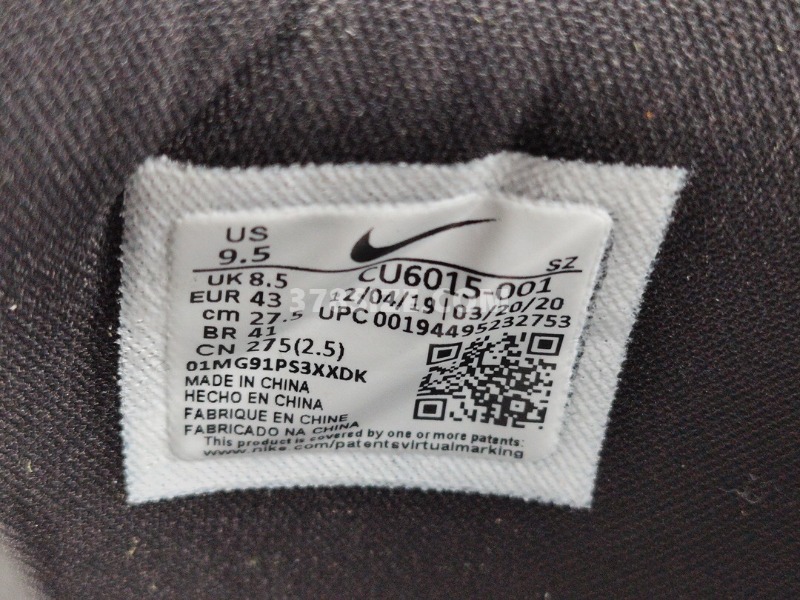 US
9.5
SZ
UK 8.5
CU6015-001
EUR 43
12/04/19 03/20/20
cm 27.5
UPC 00194495232753
BR 41
CN 275(2.5)
01MG91PS3XXDK
MADE IN CHINA
HECHO EN CHINA
FABRIQUE EN CHINE
FABRICADO NA CHINA
This product is covered by one or more patents:
www.nike.com/patentsvirtualmarking